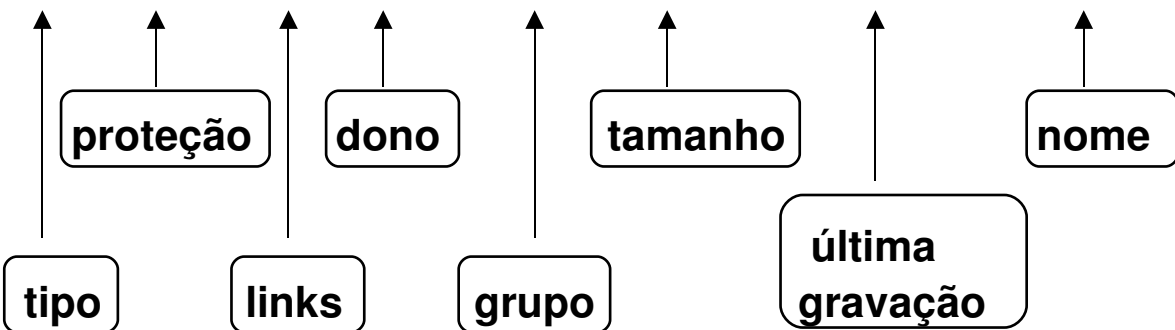 proteção
dono
tamanho
nome
última
gravação
tipo
links
grupo